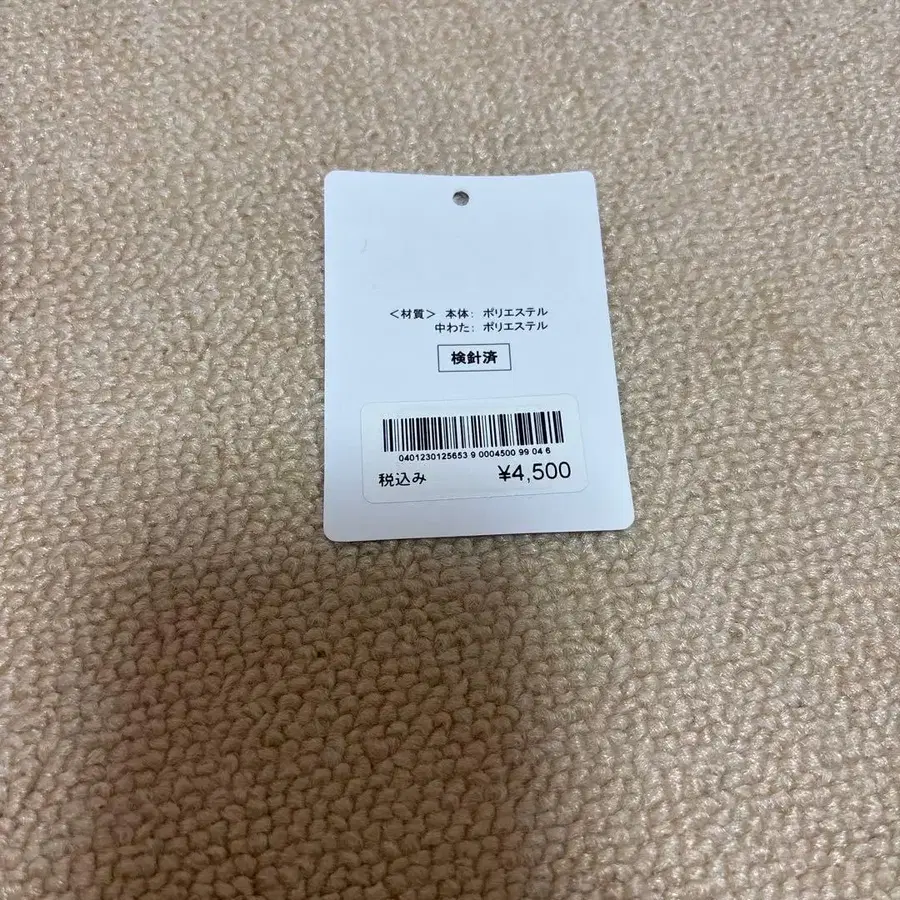 ＜材質＞ 本体： ポリエステル
中わた： ポリエステル
検針済
0401230125653 9 0004500 99 04 6
税込み ¥4,500